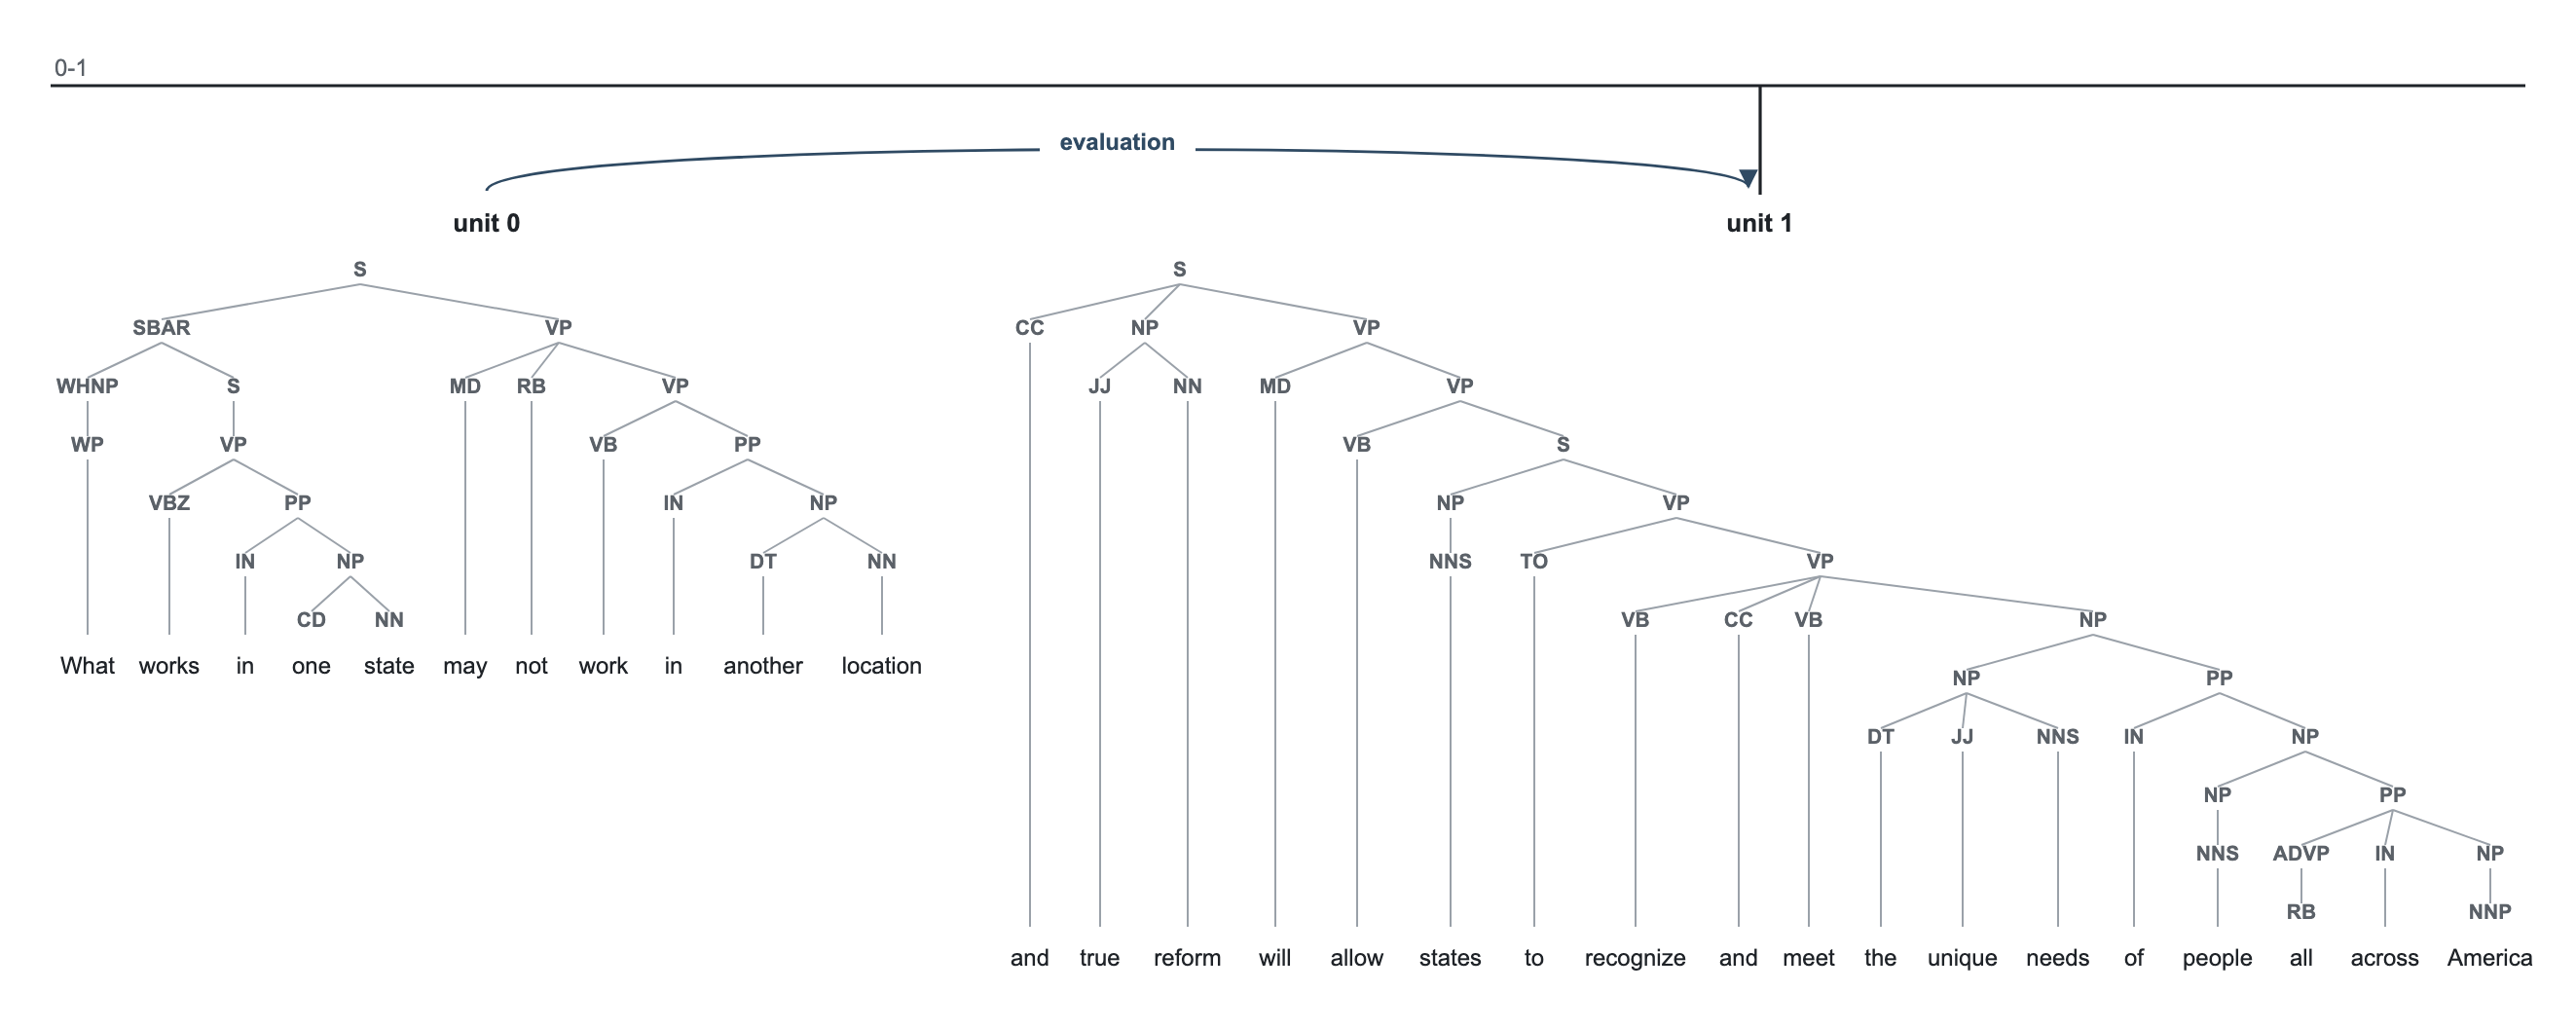 0-1
evaluation
unit 0 unit 1
S S
SBAR VP CC NP VP
WHNP S MD RB VP JJ NN MD VP
WP VP VB PP VB S
VBZ PP IN NP NP VP
IN NP DT NN NNS TO VP
CD NN VB CC VB NP
What works in one state may not work in another location
NP PP
DT JJ NNS IN NP
NP PP
NNS ADVP IN NP
RB NNP
and true reform will allow states to recognize and meet the unique needs of people all across America